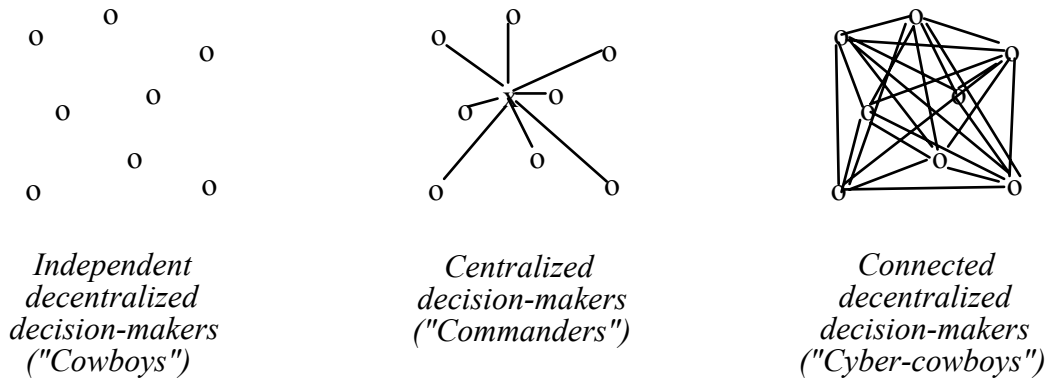 Independent
decentralized
decision-makers
("Cowboys")
Centralized
decision-makers
("Commanders")
Connected
decentralized
decision-makers
("Cyber-cowboys")